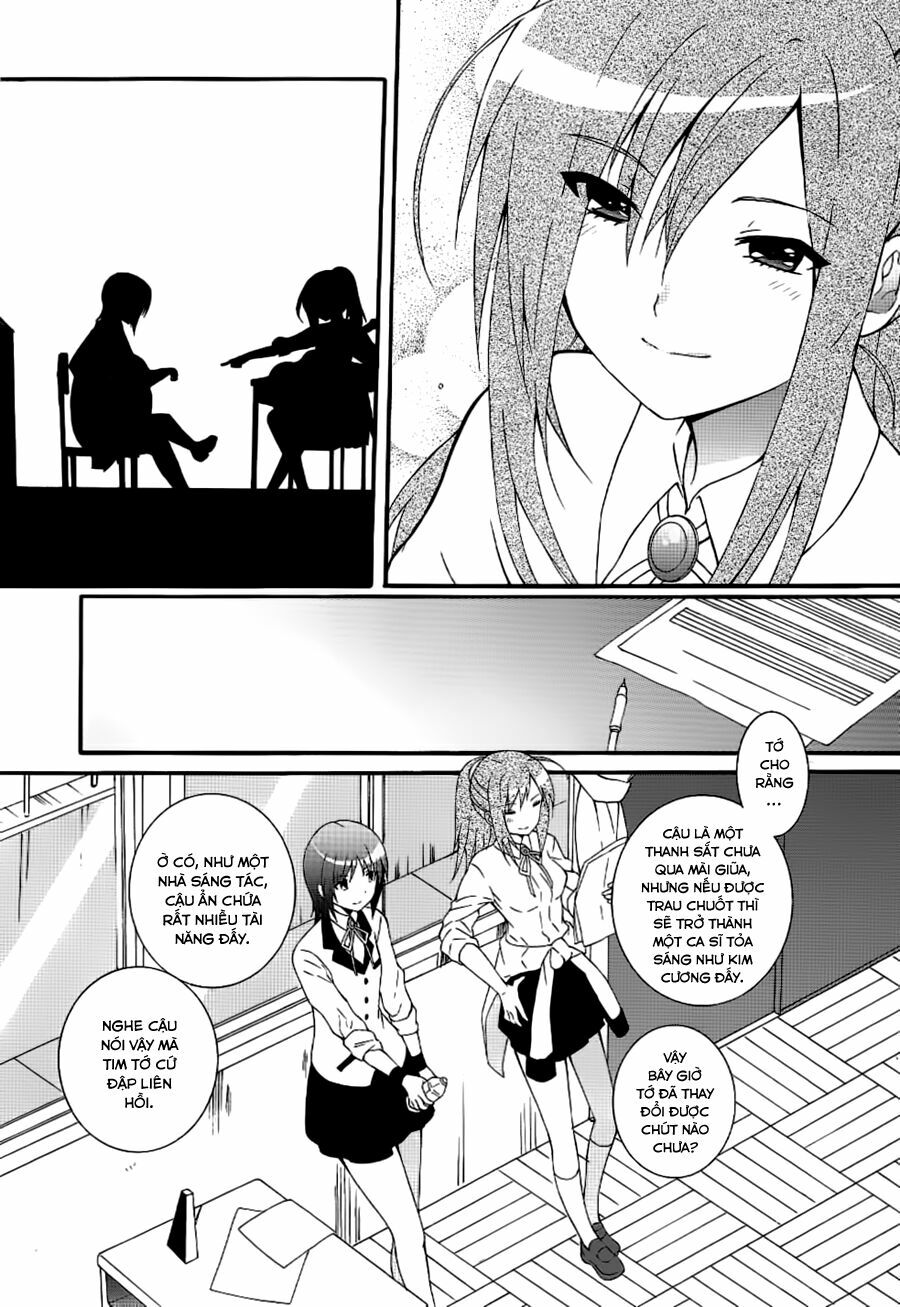 TỚ
CHO
RẰNG
...
CẬU LÀ MỘT
THANH SẮT CHƯA
QUA MÀI GIŨA,
NHƯNG NẾU ĐƯỢC
TRAU CHUỐT THÌ
SẼ TRỞ THÀNH
MỘT CA SĨ TỎA
SÁNG NHƯ KIM
CƯƠNG ĐẤY.
VẬY
BÂY GIỜ
TỚ ĐÃ THAY
ĐỔI ĐƯỢC
CHÚT NÀO
CHƯA?
Ờ CÓ, NHƯ MỘT
NHÀ SÁNG TÁC,
CẬU ẨN CHỨA
RẤT NHIỀU TÀI
NĂNG ĐẤY.
NGHE CẬU
NÓI VẬY MÀ
TIM TỚ CỨ
ĐẬP LIÊN
HỒI.